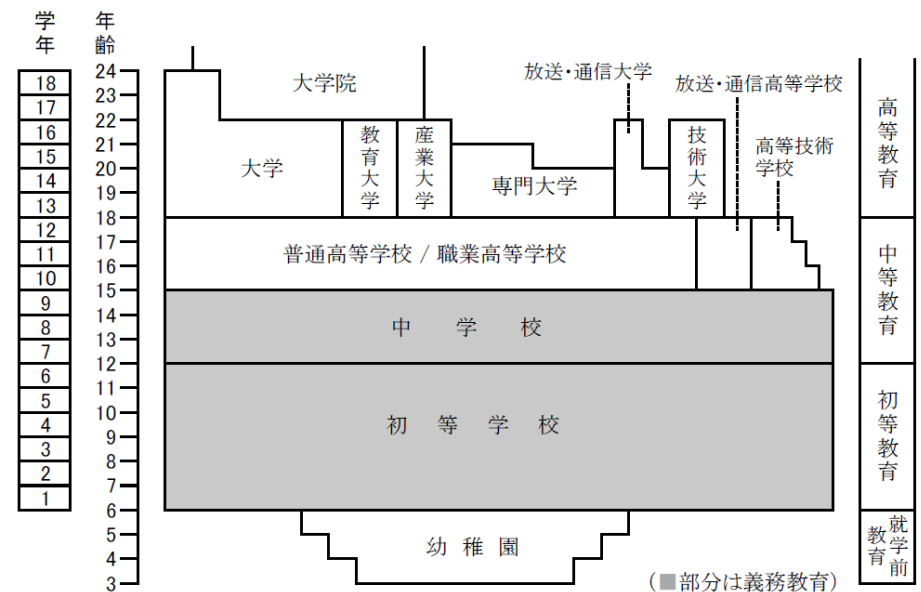 学年
年齢
18
17
16
15
14
13
12
11
10
9
8
7
6
5
4
3
2
1
24
23
22
21
20
19
18
17
16
15
14
13
12
11
10
9
8
7
6
5
4
3
大学院
放送・通信大学
放送・通信高等学校
高等技術
学校
大学
教育大学
産業大学
専門大学
技術大学
普通高等学校 / 職業高等学校
中学校
初等学校
幼稚園
高等教育
中等教育
初等教育
就学前
教育
(■部分は義務教育)